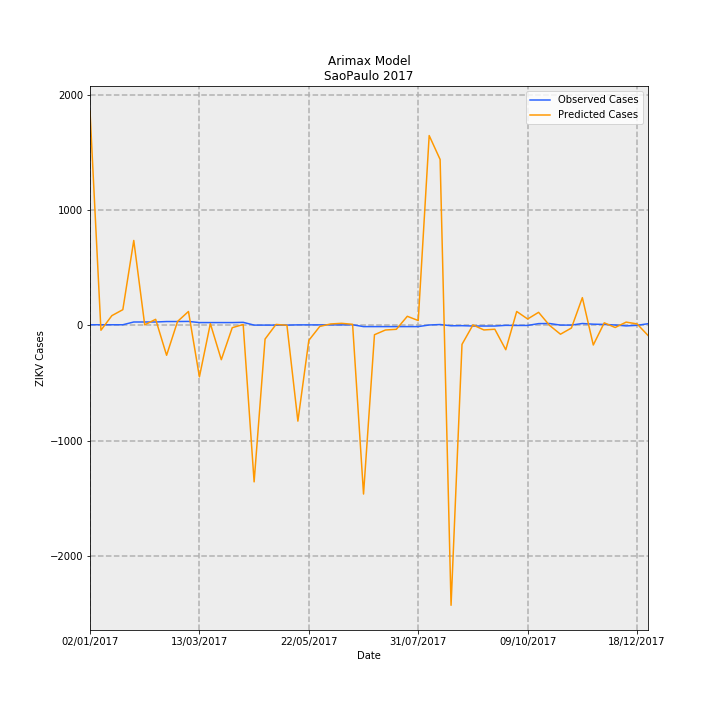 Arimax Model
SaoPaulo 2017
Observed Cases
Predicted Cases
2000
1000
0
−1000
−2000
ZIKV Cases
02/01/2017
13/03/2017
22/05/2017
31/07/2017
09/10/2017
18/12/2017
Date